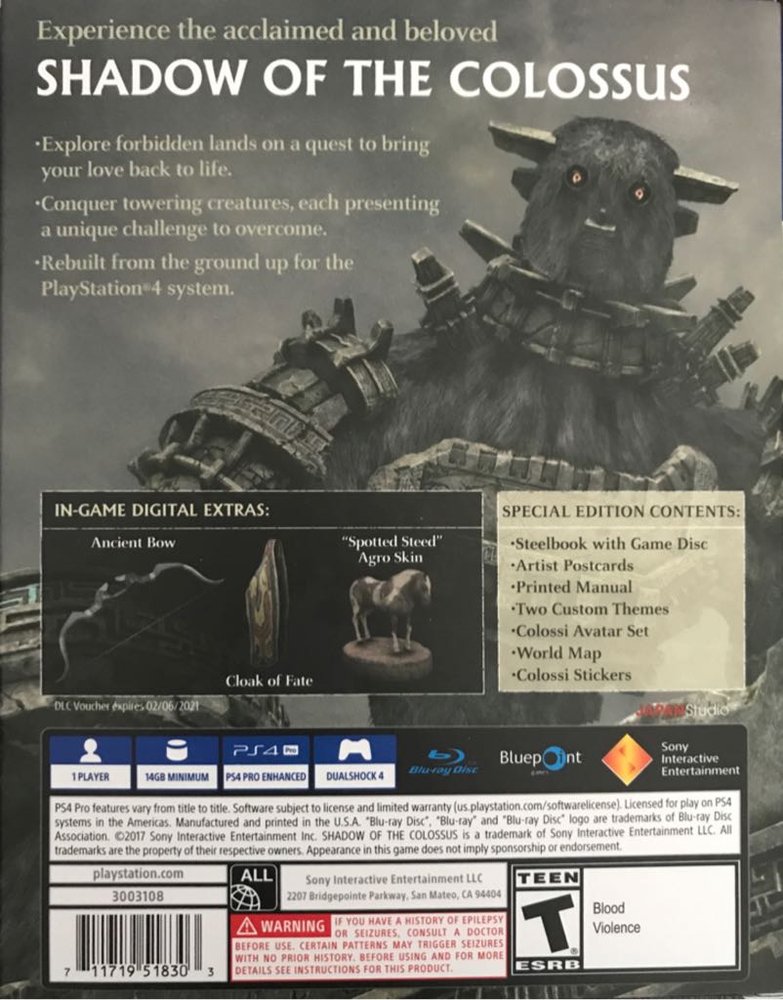 Experience the acclaimed and beloved
SHADOW OF THE COLOSSUS
•Explore forbidden lands on a quest to bring
your love back to life.
•Conquer towering creatures, each presenting
a unique challenge to overcome.
•Rebuilt from the ground up for the
PlayStation®4 system.
IN-GAME DIGITAL EXTRAS:
Ancient Bow
"Spotted Steed"
Agro Skin
Cloak of Fate
DLC Voucher expires 02/06/2021
SPECIAL EDITION CONTENTS:
•Steelbook with Game Disc
•Artist Postcards
•Printed Manual
•Two Custom Themes
•Colossi Avatar Set
•World Map
•Colossi Stickers
JAPANStudio
1 PLAYER
14GB MINIMUM
PS4 Pro
PS4 PRO ENHANCED
DUALSHOCK 4
Blu-ray Disc
Bluepoint
games
Sony
Interactive
Entertainment
PS4 Pro features vary from title to title. Software subject to license and limited warranty (us.playstation.com/softwarelicense). Licensed for play on PS4
systems in the Americas. Manufactured and printed in the U.S.A. "Blu-ray Disc", "Blu-ray" and "Blu-ray Disc" logo are trademarks of Blu-ray Disc
Association. ©2017 Sony Interactive Entertainment Inc. SHADOW OF THE COLOSSUS is a trademark of Sony Interactive Entertainment LLC. All
trademarks are the property of their respective owners. Appearance in this game does not imply sponsorship or endorsement.
playstation.com
3003108
7 11719 51830 3
ALL
Sony Interactive Entertainment LLC
2207 Bridgepointe Parkway, San Mateo, CA 94404
WARNING IF YOU HAVE A HISTORY OF EPILEPSY
OR SEIZURES, CONSULT A DOCTOR
BEFORE USE. CERTAIN PATTERNS MAY TRIGGER SEIZURES
WITH NO PRIOR HISTORY. BEFORE USING AND FOR MORE
DETAILS SEE INSTRUCTIONS FOR THIS PRODUCT.
TEEN
T
®
ESRB
Blood
Violence